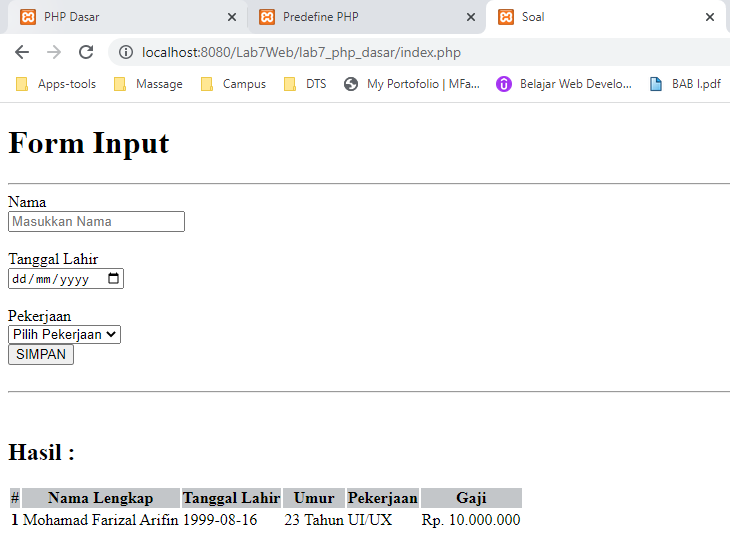 PHP Dasar Predefine PHP Soal
localhost:8080/Lab7Web/lab7_php_dasar/index.php
Apps-tools Massage Campus DTS My Portofolio | MFa... Belajar Web Develo... BAB I.pdf
Form Input
Nama
Masukkan Nama
Tanggal Lahir
dd/mm/yyyy
Pekerjaan
Pilih Pekerjaan
SIMPAN
Hasil :
# Nama Lengkap Tanggal Lahir Umur Pekerjaan Gaji
1 Mohamad Farizal Arifin 1999-08-16 23 Tahun UI/UX Rp. 10.000.000